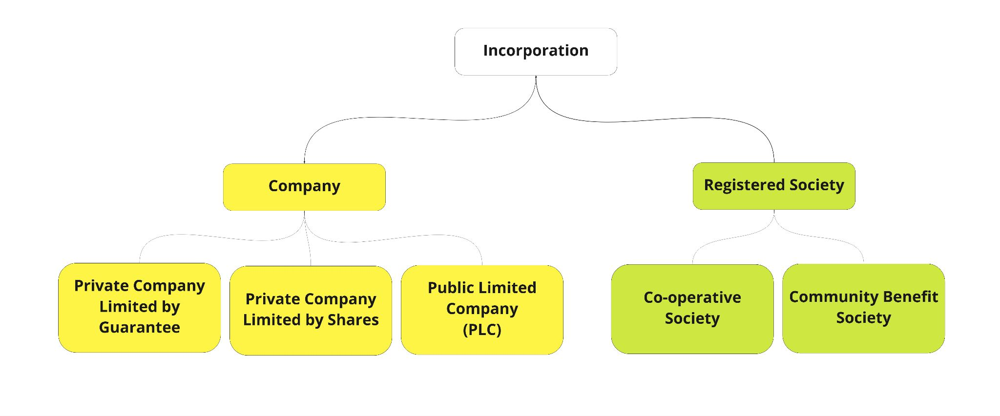 Incorporation
Company
Registered Society
Private Company
Limited by
Guarantee
Private Company
Limited by Shares
Public Limited
Company
(PLC)
Co-operative
Society
Community Benefit
Society